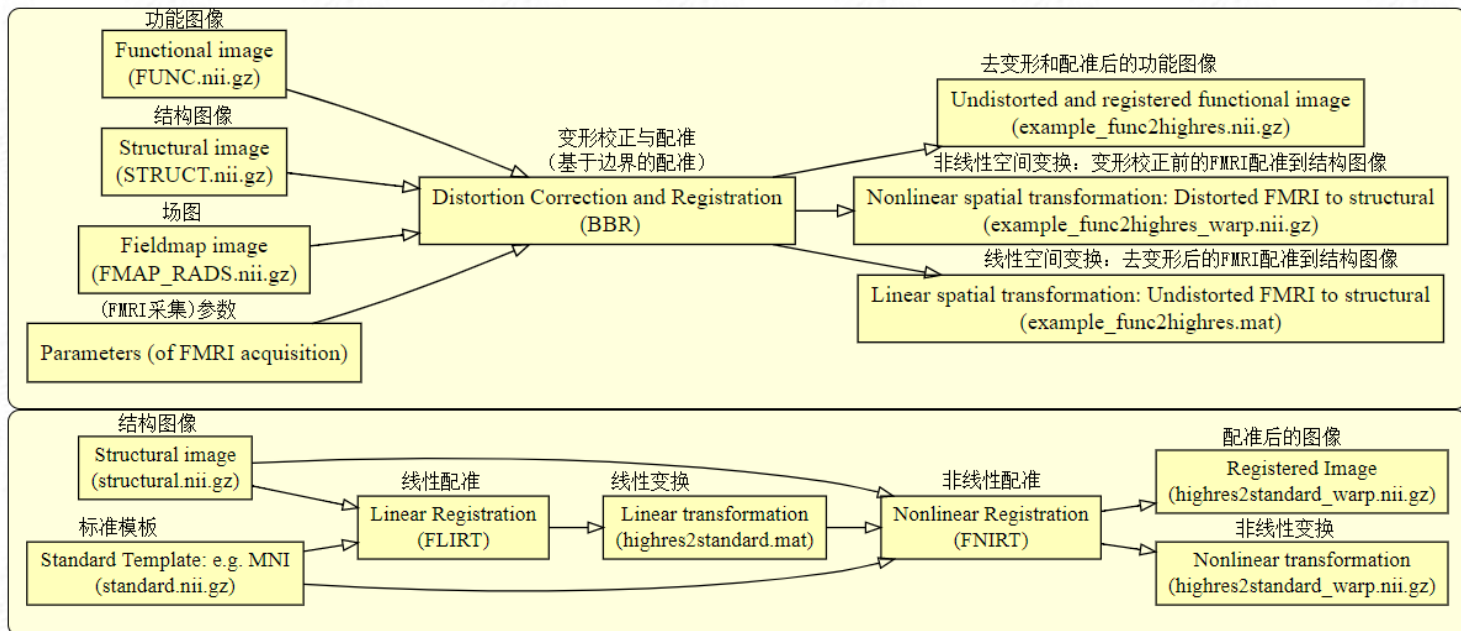 功能图像
Functional image
(FUNC.nii.gz)
结构图像
Structural image
(STRUCT.nii.gz)
场图
Fieldmap image
(FMAP_RADS.nii.gz)
(FMRI采集)参数
Parameters (of FMRI acquisition)
变形校正与配准
（基于边界的配准）
Distortion Correction and Registration
(BBR)
去变形和配准后的功能图像
Undistorted and registered functional image
(example_func2highres.nii.gz)
非线性空间变换：变形校正前的FMRI配准到结构图像
Nonlinear spatial transformation: Distorted FMRI to structural
(example_func2highres_warp.nii.gz)
线性空间变换：去变形后的FMRI配准到结构图像
Linear spatial transformation: Undistorted FMRI to structural
(example_func2highres.mat)
结构图像
Structural image
(structural.nii.gz)
标准模板
Standard Template: e.g. MNI
(standard.nii.gz)
线性配准
Linear Registration
(FLIRT)
线性变换
Linear transformation
(highres2standard.mat)
非线性配准
Nonlinear Registration
(FNIRT)
配准后的图像
Registered Image
(highres2standard_warp.nii.gz)
非线性变换
Nonlinear transformation
(highres2standard_warp.nii.gz)